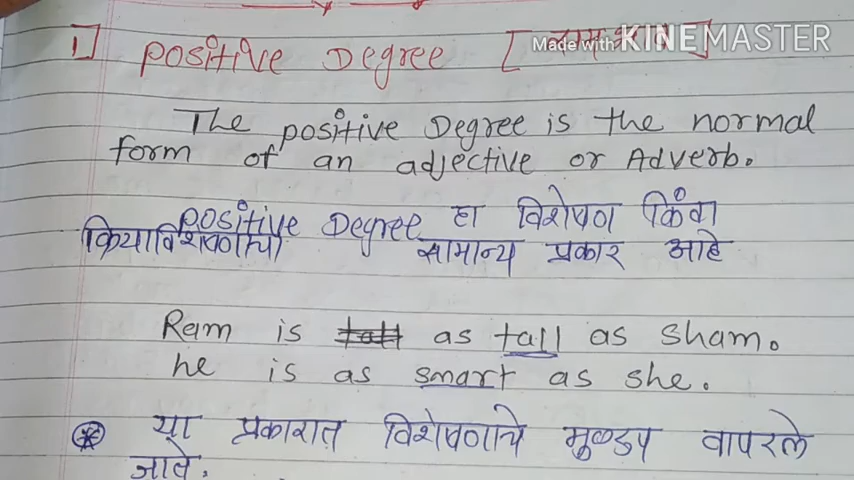 1] Positive Degree [
Made with KINEMASTER
The positive Degree is the normal
form of an adjective or Adverb.
positive Degree हा विशेषण किंवा
क्रियाविशेषणाचा सामान्य प्रकार आहे
Ram is tall as tall as sham.
he is as smart as she.
या प्रकारात विशेषणाचे मुळरुप वापरले
जाते.